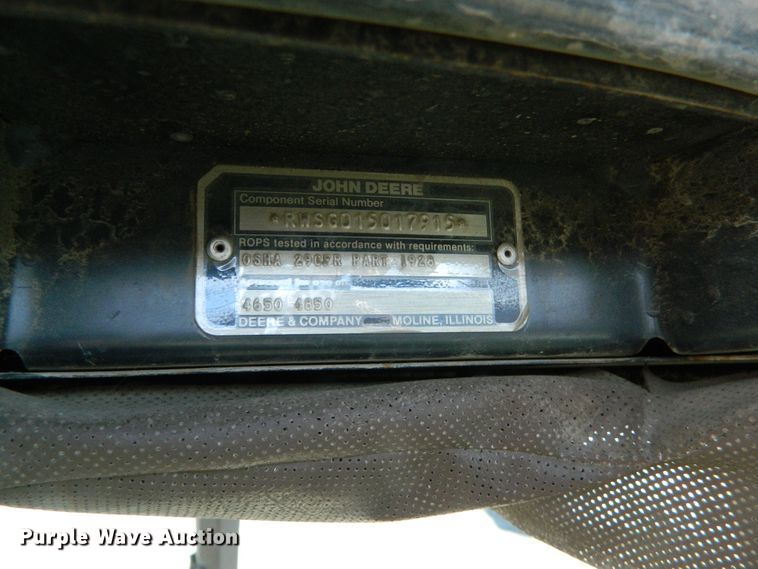 JOHN DEERE
Component Serial Number
*RWSGD15017915*
ROPS tested in accordance with requirements:
OSHA 29CFR PART 1928
4650 4850
DEERE & COMPANY MOLINE, ILLINOIS
Purple Wave Auction